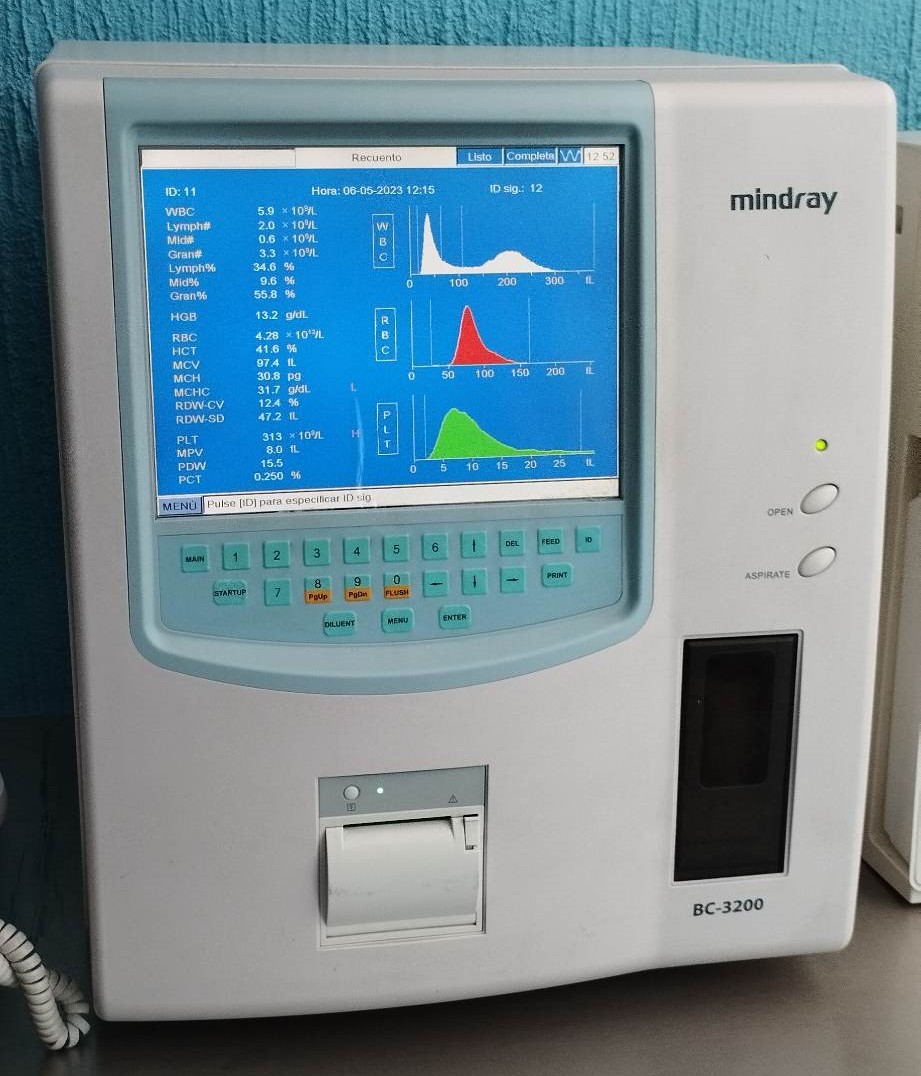 Recuento Listo Completa 12:52
ID: 11 Hora: 06-05-2023 12:15 ID sig.: 12
WBC 5.9 × 10⁹/L
Lymph# 2.0 × 10⁹/L
Mid# 0.6 × 10⁹/L
Gran# 3.3 × 10⁹/L
Lymph% 34.6 %
Mid% 9.6 %
Gran% 55.8 %
HGB 13.2 g/dL
RBC 4.28 × 10¹²/L
HCT 41.6 %
MCV 97.4 fL
MCH 30.8 pg
MCHC 31.7 g/dL L
RDW-CV 12.4 %
RDW-SD 47.2 fL
PLT 313 × 10⁹/L H
MPV 8.0 fL
PDW 15.5
PCT 0.250 %
WBC
0 100 200 300 fL
RBC
0 50 100 150 200 fL
PLT
0 5 10 15 20 25 fL
MENÚ Pulse [ID] para especificar ID sig.
mindray
OPEN
ASPIRATE
MAIN 1 2 3 4 5 6 ↑ DEL FEED ID
STARTUP 7 8 PgUp 9 PgDn 0 FLUSH ← ↓ → PRINT
DILUENT MENU ENTER
BC-3200